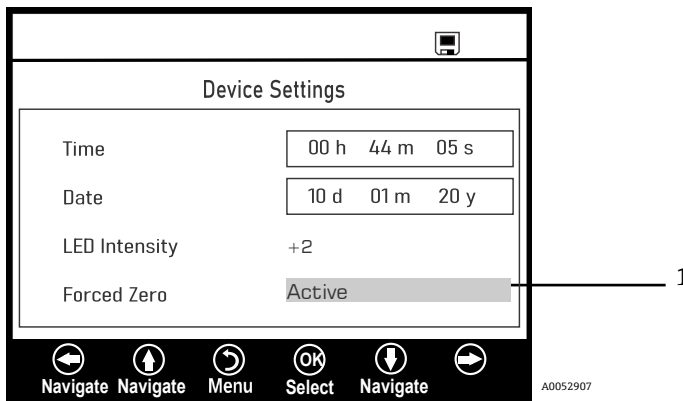 Device Settings
Time 00 h 44 m 05 s
Date 10 d 01 m 20 y
LED Intensity +2
Forced Zero Active
1
OK
Navigate Navigate Menu Select Navigate
A0052907